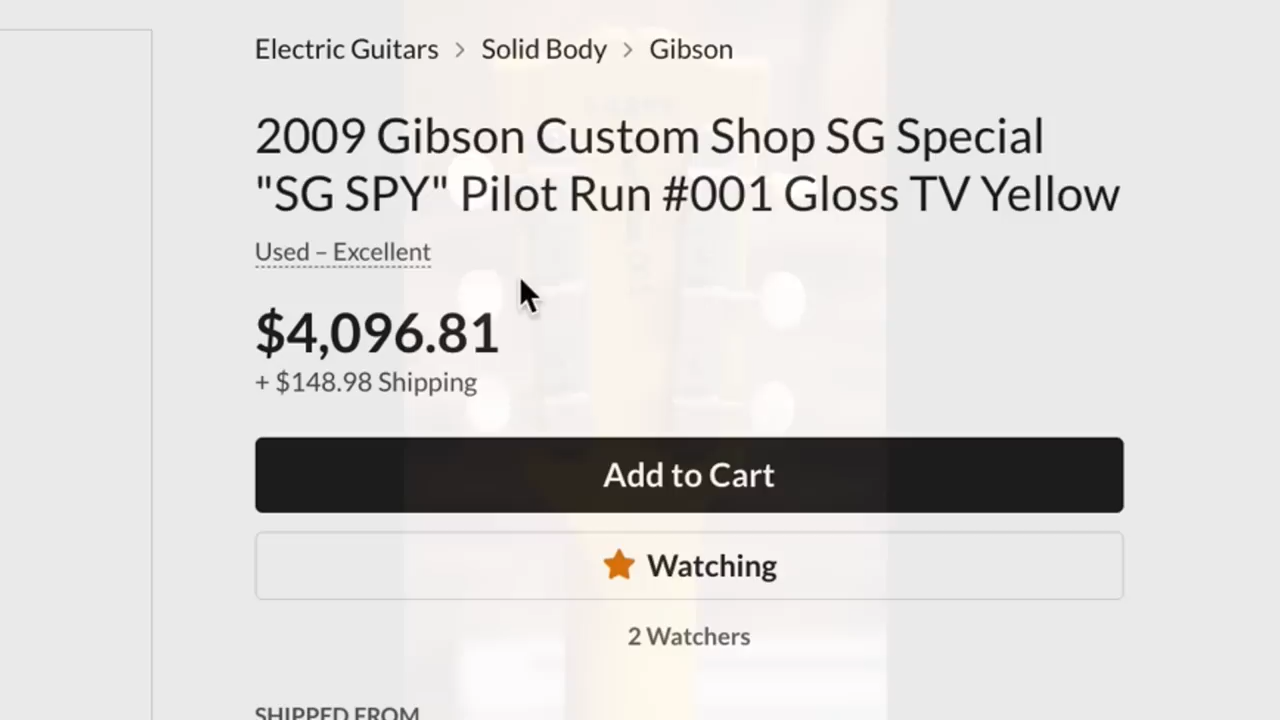 Electric Guitars > Solid Body > Gibson
2009 Gibson Custom Shop SG Special
"SG SPY" Pilot Run #001 Gloss TV Yellow
Used – Excellent
$4,096.81
+ $148.98 Shipping
Add to Cart
Watching
2 Watchers
SHIPPED FROM